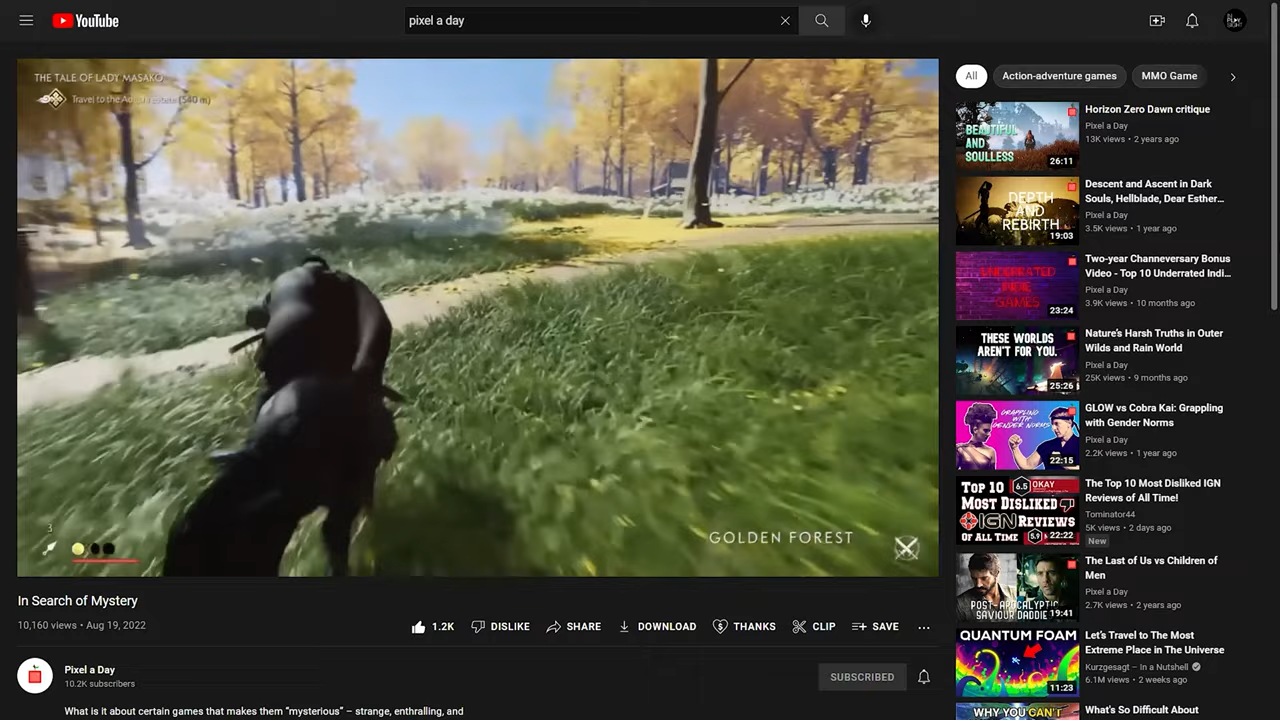 YouTube
pixel a day
THE TALE OF LADY MASAKO
Travel to the Adachi Estate (540 m)
3
GOLDEN FOREST
In Search of Mystery
10,160 views • Aug 19, 2022
1.2K
DISLIKE
SHARE
DOWNLOAD
THANKS
CLIP
SAVE
Pixel a Day
10.2K subscribers
SUBSCRIBED
What is it about certain games that makes them “mysterious” – strange, enthralling, and
All
Action-adventure games
MMO Game
BEAUTIFUL
AND
SOULLESS
26:11
Horizon Zero Dawn critique
Pixel a Day
13K views • 2 years ago
DEPTH
AND
REBIRTH
19:03
Descent and Ascent in Dark
Souls, Hellblade, Dear Esther...
Pixel a Day
3.5K views • 1 year ago
UNDERRATED
INDIE
GAMES
23:24
Two-year Channeversary Bonus
Video - Top 10 Underrated Indi...
Pixel a Day
3.9K views • 10 months ago
THESE WORLDS
AREN'T FOR YOU.
25:26
Nature's Harsh Truths in Outer
Wilds and Rain World
Pixel a Day
25K views • 9 months ago
GRAPPLING
WITH
GENDER NORMS
22:15
GLOW vs Cobra Kai: Grappling
with Gender Norms
Pixel a Day
2.2K views • 1 year ago
TOP 10
6.5 OKAY
MOST DISLIKED
IGN REVIEWS
OF ALL TIME!
5.9
22:22
The Top 10 Most Disliked IGN
Reviews of All Time!
Tominator44
5K views • 2 days ago
New
POST-APOCALYPTIC
SAVIOUR DADDIE
19:41
The Last of Us vs Children of
Men
Pixel a Day
2.7K views • 2 years ago
QUANTUM FOAM
11:23
Let's Travel to The Most
Extreme Place in The Universe
Kurzgesagt – In a Nutshell
6.1M views • 2 weeks ago
WHY YOU CAN'T
What's So Difficult About